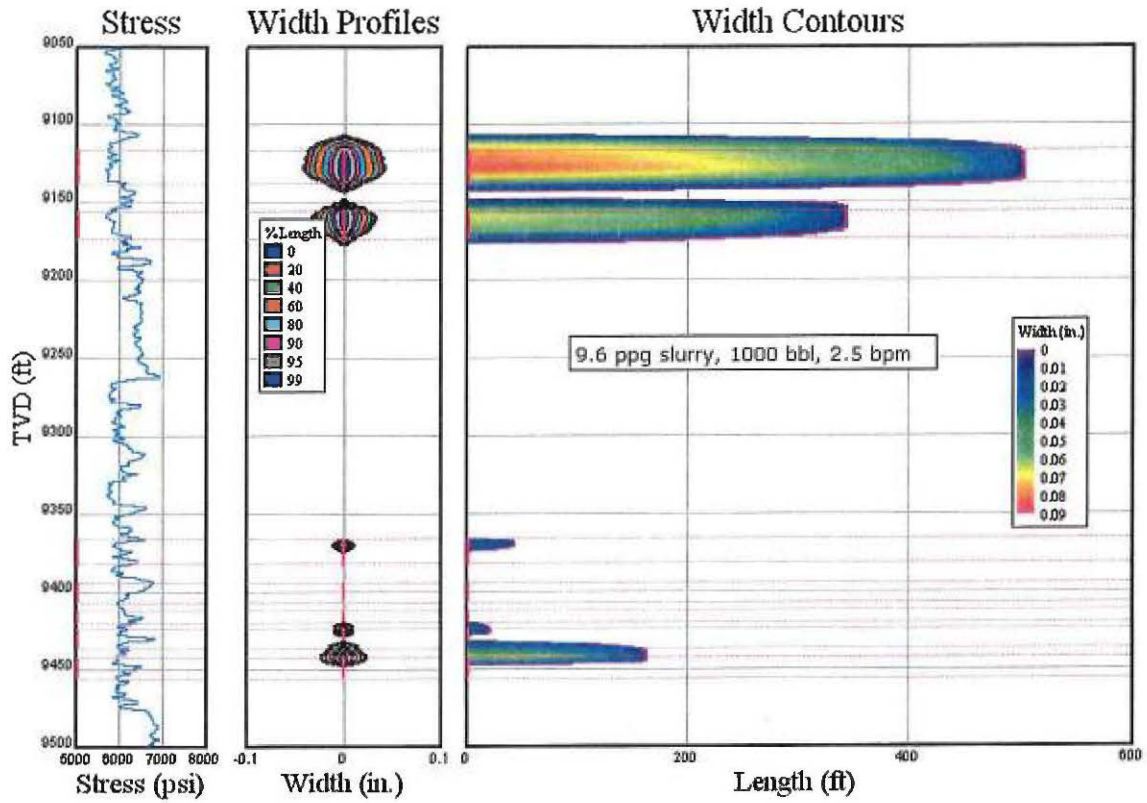 Stress
Width Profiles
Width Contours
TVD (ft)
9050
9100
9150
9200
9250
9300
9350
9400
9450
9500
5000 6000 7000 8000
Stress (psi)
% Length
0
20
40
60
80
90
95
99
-0.1 0 0.1
Width (in.)
9.6 ppg slurry, 1000 bbl, 2.5 bpm
Width (in.)
0
0.01
0.02
0.03
0.04
0.05
0.06
0.07
0.08
0.09
0 200 400 600
Length (ft)